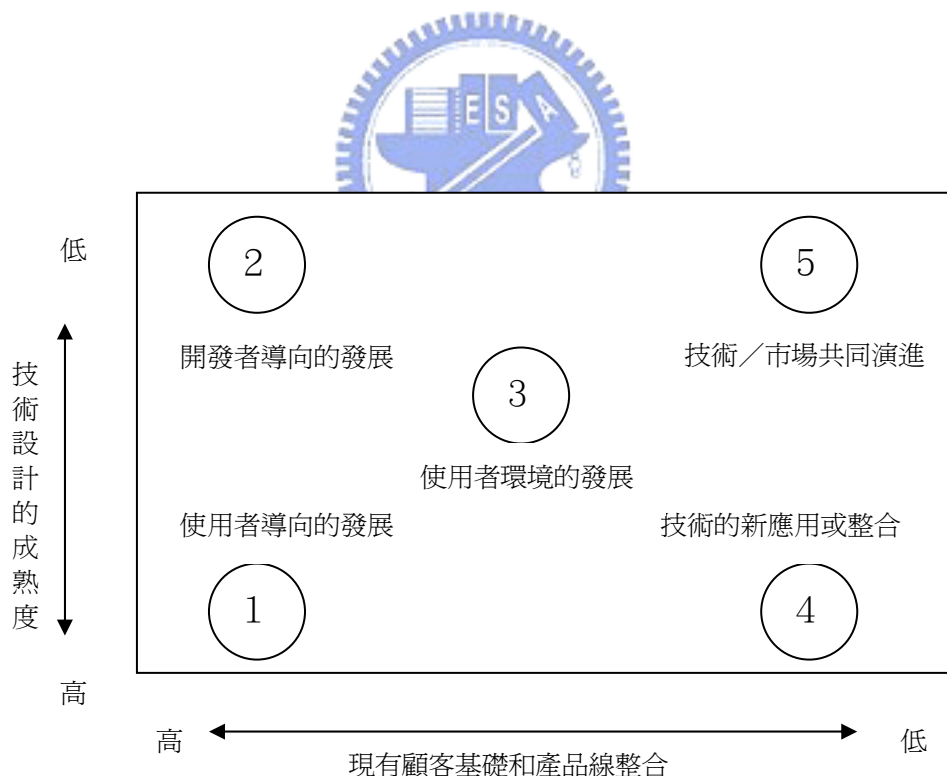 E S A
低
2
5
開發者導向的發展
技術／市場共同演進
技術設計的成熟度
3
使用者環境的發展
使用者導向的發展
技術的新應用或整合
1
4
高
高
低
現有顧客基礎和產品線整合